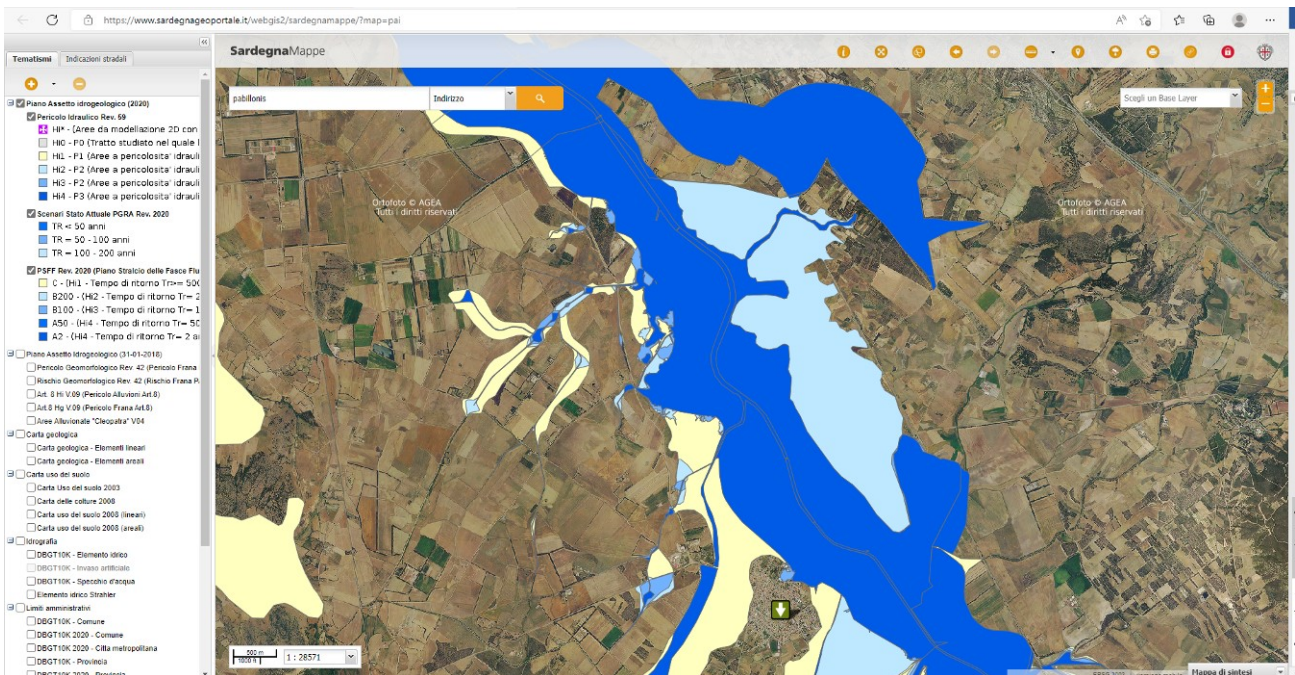 https://www.sardegnageoportale.it/webgis2/sardegnamappe/?map=pai
Tematismi
Indicazioni stradali
SardegnaMappe
pabillonis
Indirizzo
Scegli un Base Layer
Piano Assetto idrogeologico (2020)
Pericolo Idraulico Rev. 59
Hi* - (Aree da modellazione 2D con
Hi0 - P0 (Tratto studiato nel quale l
Hi1 - P1 (Aree a pericolosita' idrauli
Hi2 - P2 (Aree a pericolosita' idrauli
Hi3 - P2 (Aree a pericolosita' idrauli
Hi4 - P3 (Aree a pericolosita' idrauli
Scenari Stato Attuale PGRA Rev. 2020
TR < 50 anni
TR = 50 - 100 anni
TR = 100 - 200 anni
PSFF Rev. 2020 (Piano Stralcio delle Fasce Flu
C - (Hi1 - Tempo di ritorno Tr>= 500
B200 - (Hi2 - Tempo di ritorno Tr= 2
B100 - (Hi3 - Tempo di ritorno Tr= 1
A50 - (Hi4 - Tempo di ritorno Tr= 50
A2 - (Hi4 - Tempo di ritorno Tr= 2 a
Piano Assetto Idrogeologico (31-01-2018)
Pericolo Geomorfologico Rev. 42 (Pericolo Frana
Rischio Geomorfologico Rev. 42 (Rischio Frana P
Art. 8 Hi V.09 (Pericolo Alluvioni Art.8)
Art.8 Hg V.09 (Pericolo Frana Art.8)
Aree Alluvionate "Cleopatra" V04
Carta geologica
Carta geologica - Elementi lineari
Carta geologica - Elementi areali
Carta uso del suolo
Carta Uso del suolo 2003
Carta delle colture 2008
Carta uso del suolo 2008 (lineari)
Carta uso del suolo 2008 (areali)
Idrografia
DBGT10K - Elemento idrico
DBGT10K - Invaso artificiale
DBGT10K - Specchio d'acqua
Elemento idrico Strahler
Limiti amministrativi
DBGT10K - Comune
DBGT10K 2020 - Comune
DBGT10K 2020 - Citta metropolitana
DBGT10K - Provincia
DBGT10K 2020 - Provincia
Ortofoto © AGEA
Tutti i diritti riservati
Ortofoto © AGEA
Tutti i diritti riservati
500 m
1000 ft
1 : 28571
Mappa di sintesi